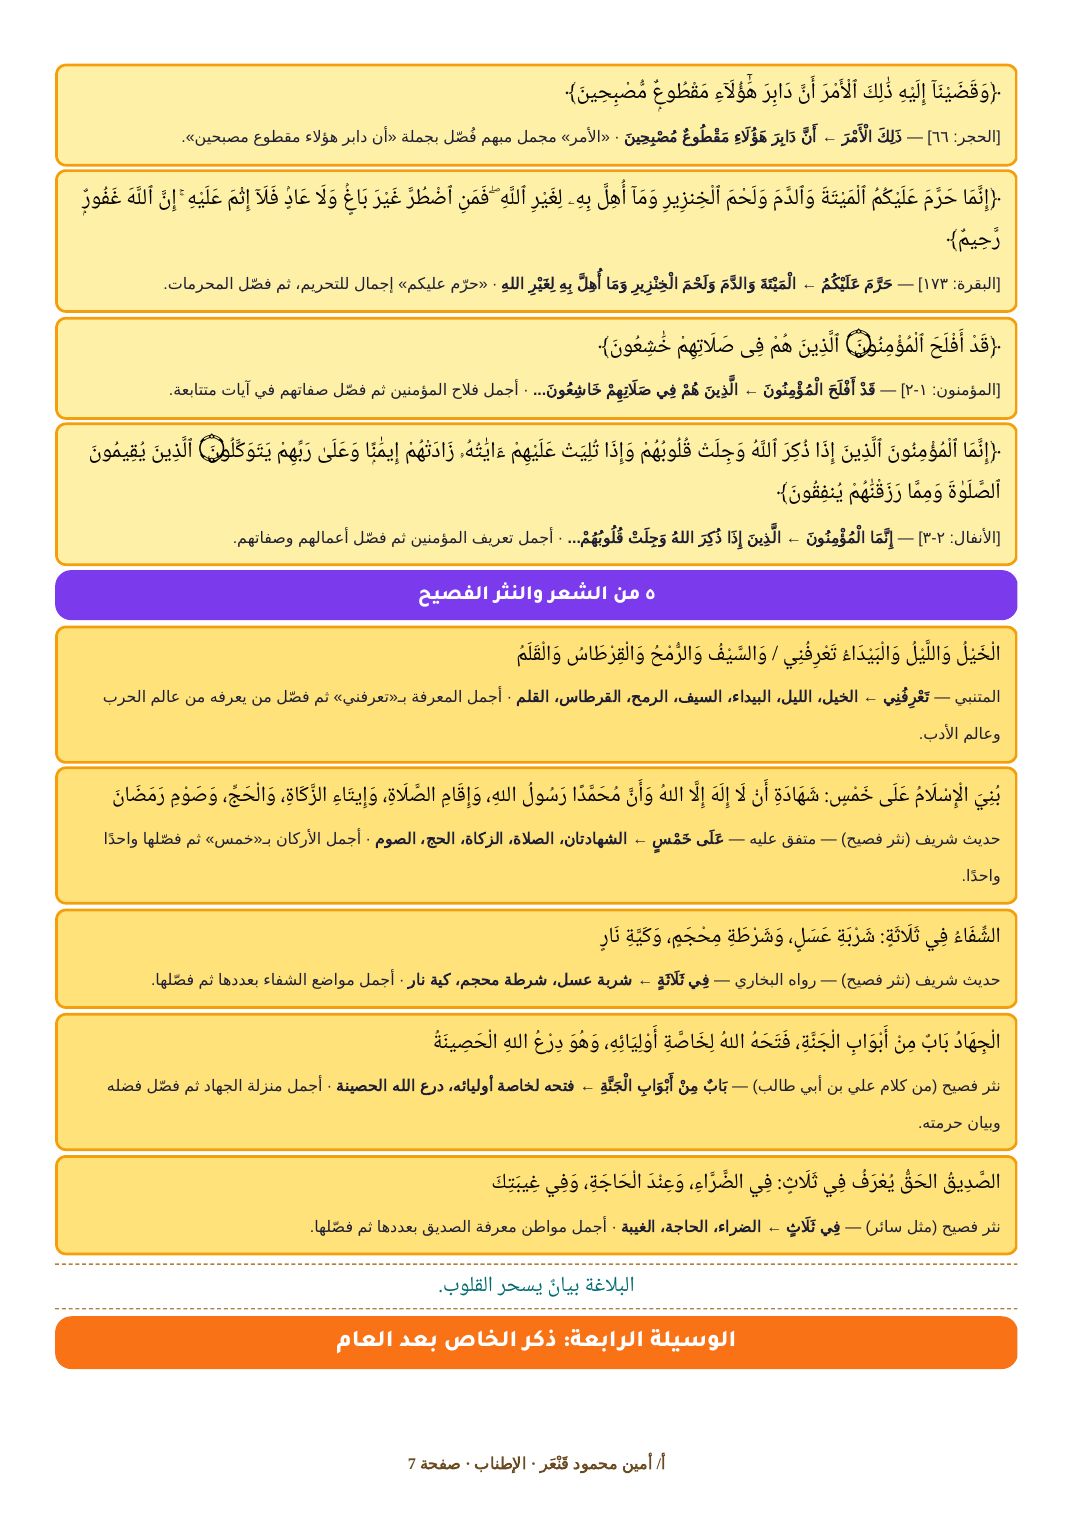 ﴿وَقَضَيْنَآ إِلَيْهِ ذَٰلِكَ ٱلْأَمْرَ أَنَّ دَابِرَ هَٰٓؤُلَآءِ مَقْطُوعٌۭ مُّصْبِحِينَ﴾
[الحجر: ٦٦] — ذَلِكَ الْأَمْرَ ← أَنَّ دَابِرَ هَؤُلَاءِ مَقْطُوعٌ مُصْبِحِينَ · «الأمر» مجمل مبهم فُصّل بجملة «أن دابر هؤلاء مقطوع مصبحين».
﴿إِنَّمَا حَرَّمَ عَلَيْكُمُ ٱلْمَيْتَةَ وَٱلدَّمَ وَلَحْمَ ٱلْخِنزِيرِ وَمَآ أُهِلَّ بِهِۦ لِغَيْرِ ٱللَّهِ ۖ فَمَنِ ٱضْطُرَّ غَيْرَ بَاغٍۢ وَلَا عَادٍۢ فَلَآ إِثْمَ عَلَيْهِ ۚ إِنَّ ٱللَّهَ غَفُورٌۭ
رَّحِيمٌ﴾
[البقرة: ١٧٣] — حَرَّمَ عَلَيْكُمُ ← الْمَيْتَةَ وَالدَّمَ وَلَحْمَ الْخِنْزِيرِ وَمَا أُهِلَّ بِهِ لِغَيْرِ اللهِ · «حرّم عليكم» إجمال للتحريم، ثم فصّل المحرمات.
﴿قَدْ أَفْلَحَ ٱلْمُؤْمِنُونَ ۝ ٱلَّذِينَ هُمْ فِى صَلَاتِهِمْ خَٰشِعُونَ﴾
[المؤمنون: ١-٢] — قَدْ أَفْلَحَ الْمُؤْمِنُونَ ← الَّذِينَ هُمْ فِي صَلَاتِهِمْ خَاشِعُونَ... · أجمل فلاح المؤمنين ثم فصّل صفاتهم في آيات متتابعة.
﴿إِنَّمَا ٱلْمُؤْمِنُونَ ٱلَّذِينَ إِذَا ذُكِرَ ٱللَّهُ وَجِلَتْ قُلُوبُهُمْ وَإِذَا تُلِيَتْ عَلَيْهِمْ ءَايَٰتُهُۥ زَادَتْهُمْ إِيمَٰنًۭا وَعَلَىٰ رَبِّهِمْ يَتَوَكَّلُونَ ۝ ٱلَّذِينَ يُقِيمُونَ
ٱلصَّلَوٰةَ وَمِمَّا رَزَقْنَٰهُمْ يُنفِقُونَ﴾
[الأنفال: ٢-٣] — إِنَّمَا الْمُؤْمِنُونَ ← الَّذِينَ إِذَا ذُكِرَ اللهُ وَجِلَتْ قُلُوبُهُمْ... · أجمل تعريف المؤمنين ثم فصّل أعمالهم وصفاتهم.
٥ من الشعر والنثر الفصيح
الْخَيْلُ وَاللَّيْلُ وَالْبَيْدَاءُ تَعْرِفُنِي / وَالسَّيْفُ وَالرُّمْحُ وَالْقِرْطَاسُ وَالْقَلَمُ
المتنبي — تَعْرِفُنِي ← الخيل، الليل، البيداء، السيف، الرمح، القرطاس، القلم · أجمل المعرفة بـ«تعرفني» ثم فصّل من يعرفه من عالم الحرب
وعالم الأدب.
بُنِيَ الْإِسْلَامُ عَلَى خَمْسٍ: شَهَادَةِ أَنْ لَا إِلَهَ إِلَّا اللهُ وَأَنَّ مُحَمَّدًا رَسُولُ اللهِ، وَإِقَامِ الصَّلَاةِ، وَإِيتَاءِ الزَّكَاةِ، وَالْحَجِّ، وَصَوْمِ رَمَضَانَ
حديث شريف (نثر فصيح) — متفق عليه — عَلَى خَمْسٍ ← الشهادتان، الصلاة، الزكاة، الحج، الصوم · أجمل الأركان بـ«خمس» ثم فصّلها واحدًا
واحدًا.
الشِّفَاءُ فِي ثَلَاثَةٍ: شَرْبَةِ عَسَلٍ، وَشَرْطَةِ مِحْجَمٍ، وَكَيَّةِ نَارٍ
حديث شريف (نثر فصيح) — رواه البخاري — فِي ثَلَاثَةٍ ← شربة عسل، شرطة محجم، كية نار · أجمل مواضع الشفاء بعددها ثم فصّلها.
الْجِهَادُ بَابٌ مِنْ أَبْوَابِ الْجَنَّةِ، فَتَحَهُ اللهُ لِخَاصَّةِ أَوْلِيَائِهِ، وَهُوَ دِرْعُ اللهِ الْحَصِينَةُ
نثر فصيح (من كلام علي بن أبي طالب) — بَابٌ مِنْ أَبْوَابِ الْجَنَّةِ ← فتحه لخاصة أوليائه، درع الله الحصينة · أجمل منزلة الجهاد ثم فصّل فضله
وبيان حرمته.
الصَّدِيقُ الحَقُّ يُعْرَفُ فِي ثَلَاثٍ: فِي الضَّرَّاءِ، وَعِنْدَ الْحَاجَةِ، وَفِي غِيبَتِكَ
نثر فصيح (مثل سائر) — فِي ثَلَاثٍ ← الضراء، الحاجة، الغيبة · أجمل مواطن معرفة الصديق بعددها ثم فصّلها.
البلاغة بيانٌ يسحر القلوب.
الوسيلة الرابعة: ذكر الخاص بعد العام
أ/ أمين محمود قَنْعَر · الإطناب · صفحة 7